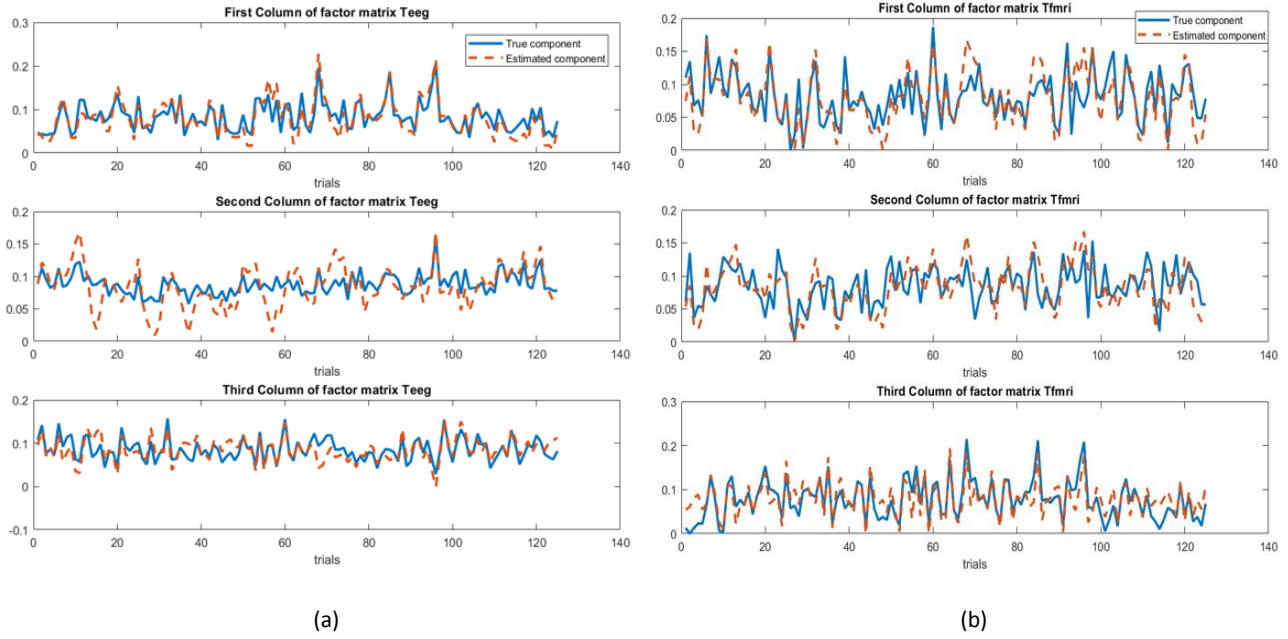 First Column of factor matrix Teeg
0.3
0.2
0.1
0
True component
Estimated component
0 20 40 60 80 100 120 140
trials
Second Column of factor matrix Teeg
0.2
0.15
0.1
0.05
0
0 20 40 60 80 100 120 140
trials
Third Column of factor matrix Teeg
0.2
0.1
0
-0.1
0 20 40 60 80 100 120 140
trials
(a)
First Column of factor matrix Tfmri
0.2
0.15
0.1
0.05
0
True component
Estimated component
0 20 40 60 80 100 120 140
trials
Second Column of factor matrix Tfmri
0.2
0.15
0.1
0.05
0
0 20 40 60 80 100 120 140
trials
Third Column of factor matrix Tfmri
0.3
0.2
0.1
0
0 20 40 60 80 100 120 140
trials
(b)